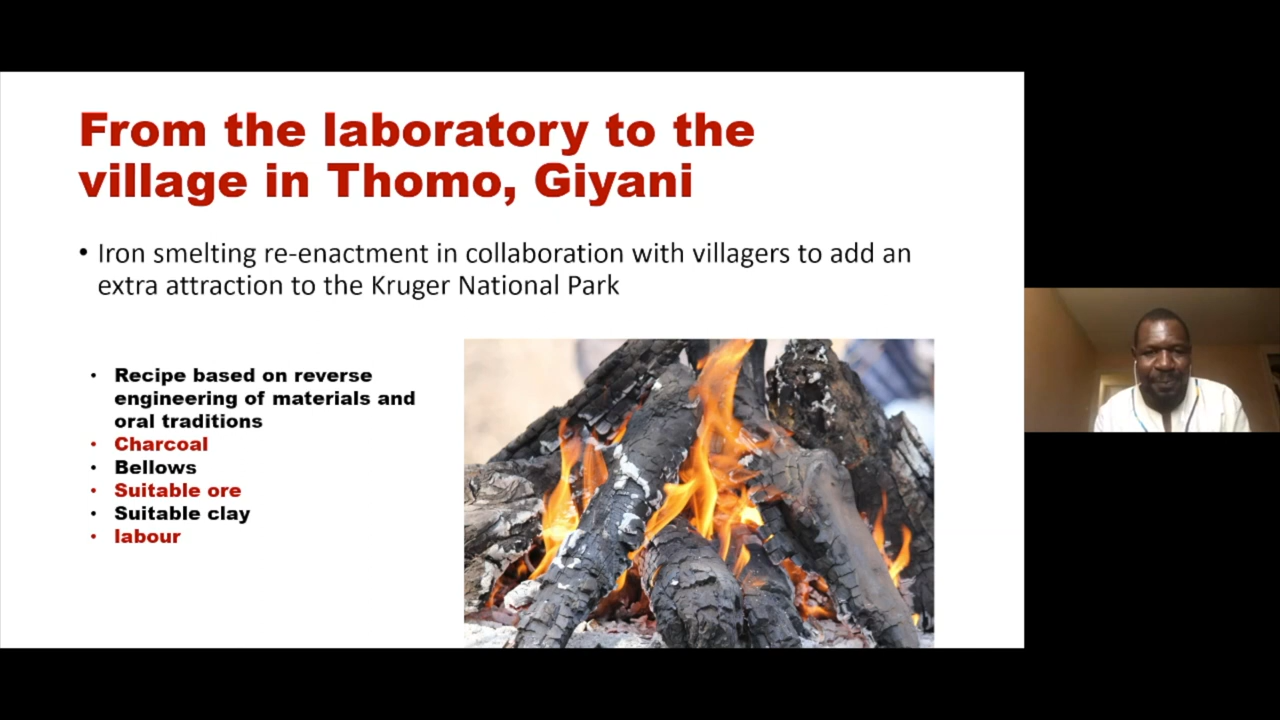 From the laboratory to the
village in Thomo, Giyani
• Iron smelting re-enactment in collaboration with villagers to add an
extra attraction to the Kruger National Park
• Recipe based on reverse
engineering of materials and
oral traditions
• Charcoal
• Bellows
• Suitable ore
• Suitable clay
• labour